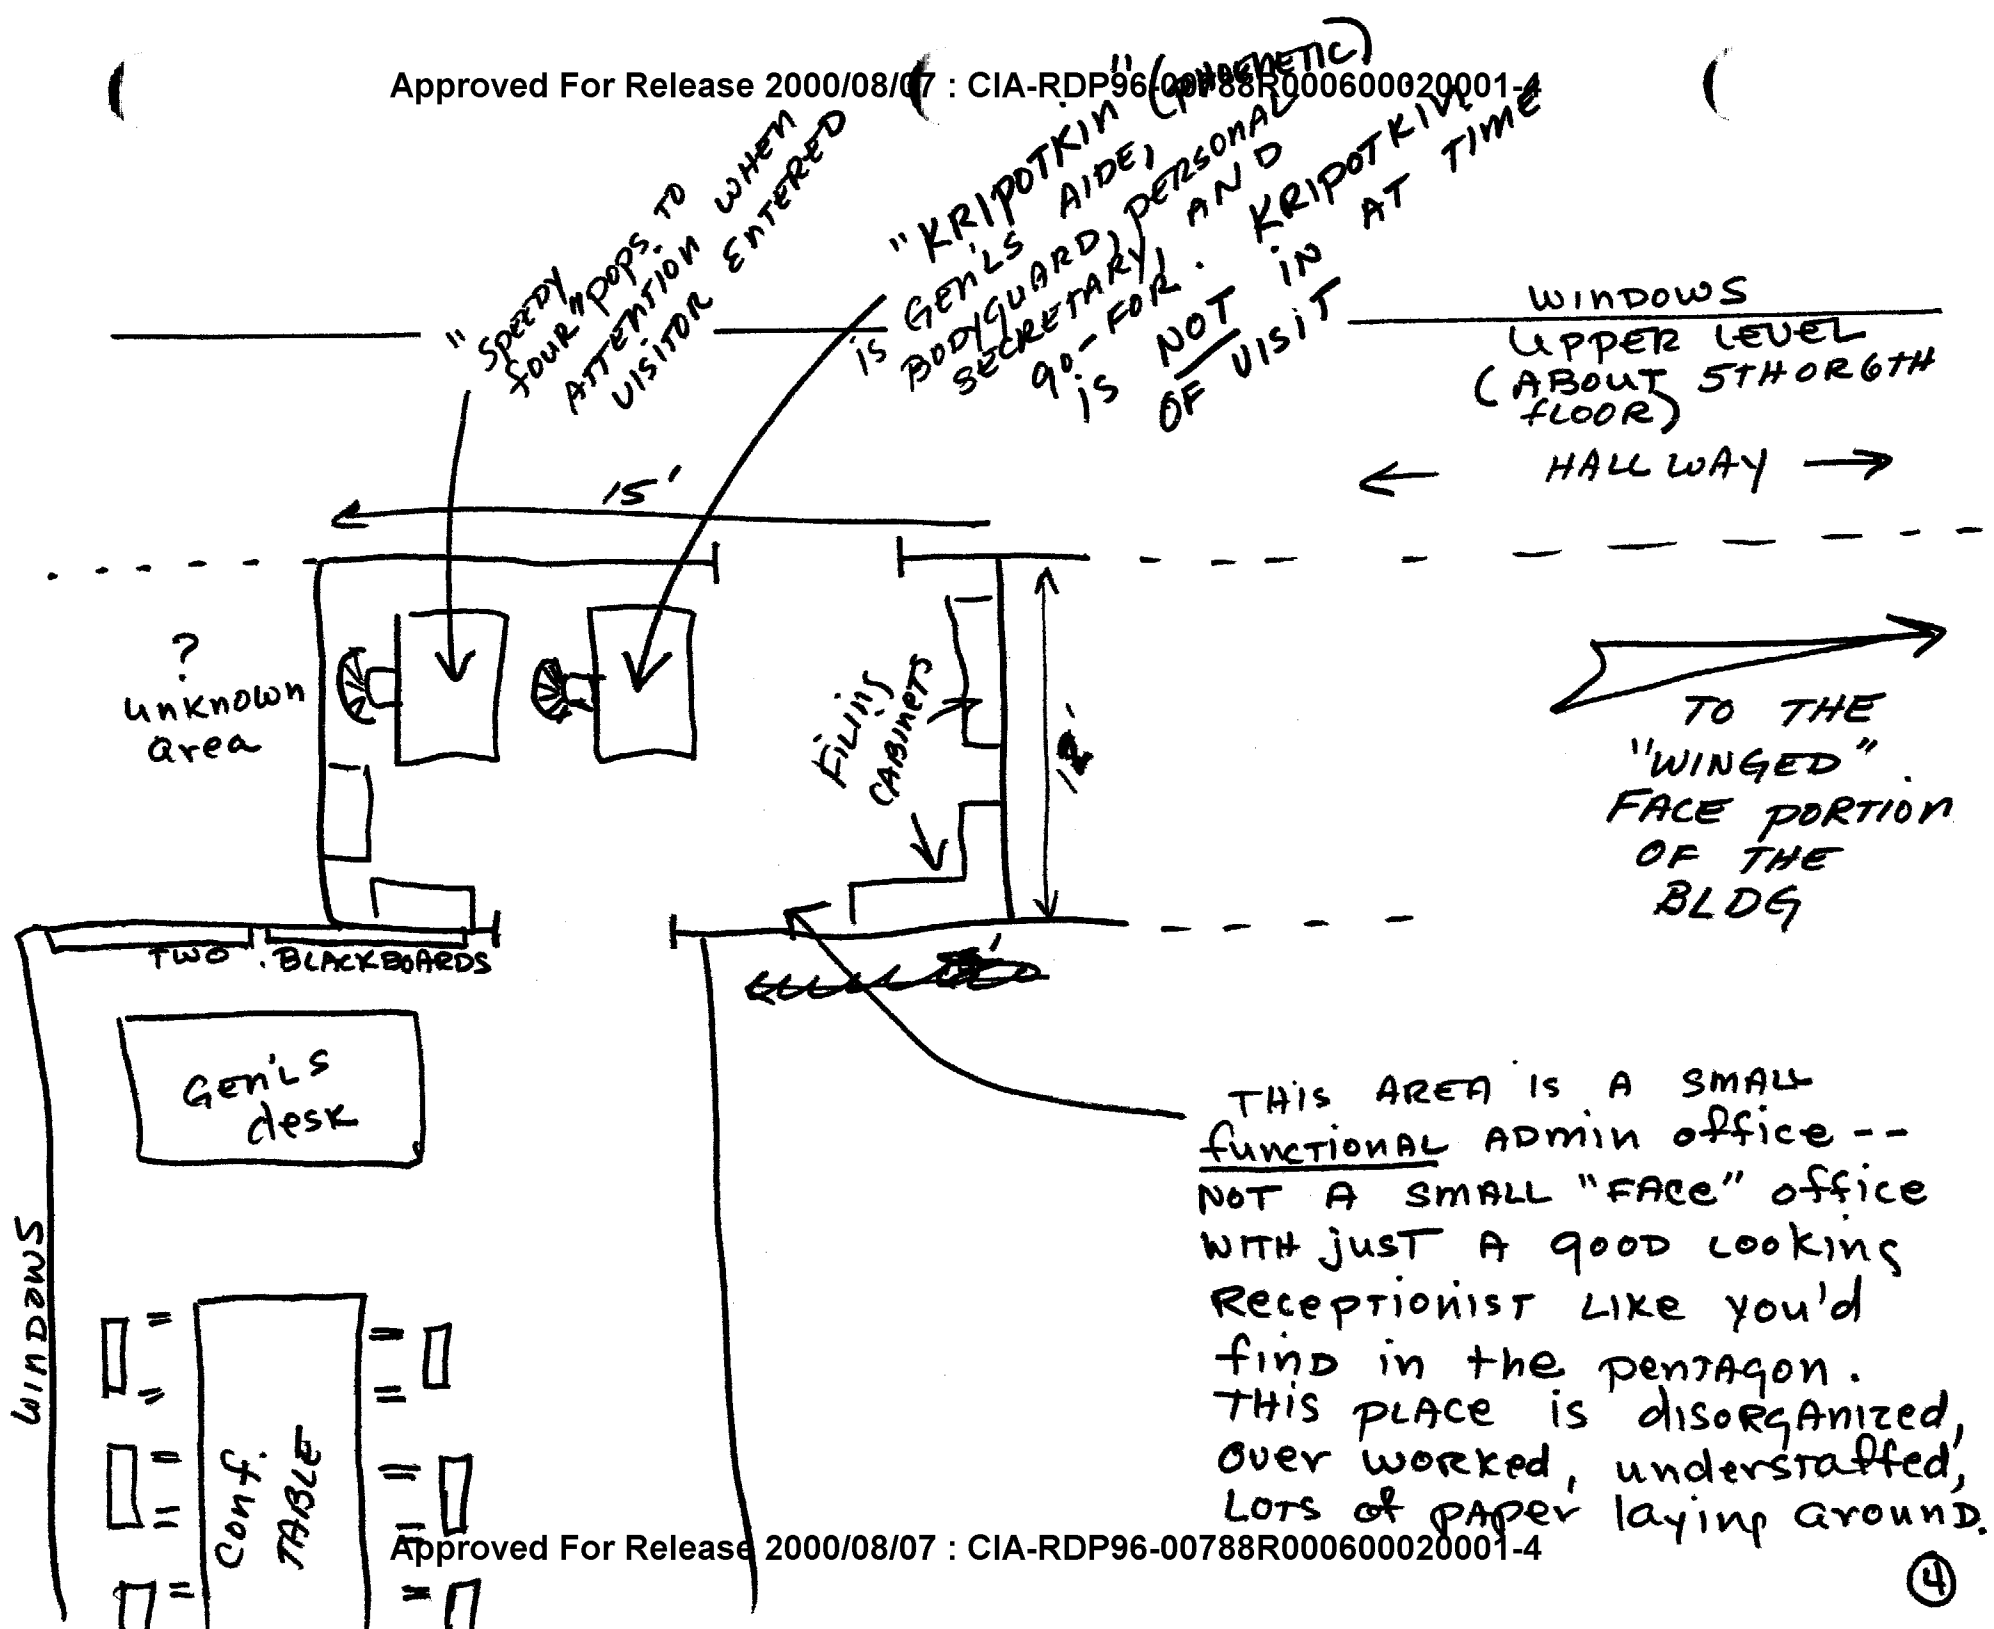 Approved For Release 2000/08/07 : CIA-RDP96-00788R000600020001-4
"SPEEDY
fOUR" POPS TO
ATTENTION WHEN
VISITOR ENTERED
"KRIPOTKIN" (PHOENETIC)
is GEN'LS AIDE,
BODYGUARD, PERSONAL
SECRETARY, AND
go-FOR. KRIPOTKIN
is NOT IN AT TIME
OF VISIT
WINDOWS
UPPER LEVEL
(ABOUT 5TH OR 6TH
fLOOR)
HALLWAY
15'
?
unknown
area
FiLiNG
CABINETS
TO THE
"WINGED"
FACE PORTION
OF THE
BLDG
TWO BLACKBOARDS
GEN'LS
desk
WINDOWS
THIS AREA IS A SMALL
fUNCTIONAL ADMIN office --
NOT A SMALL "FACE" office
WITH JUST A GOOD LOOKING
RECEPTIONIST LIKE YOU'd
find in the PENTAGON.
THIS PLACE is disORGANIZED,
OVER WORKED, understaffed,
LOTS of PAPER laying AROUND.
Conf.
TABLE
Approved For Release 2000/08/07 : CIA-RDP96-00788R000600020001-4
4